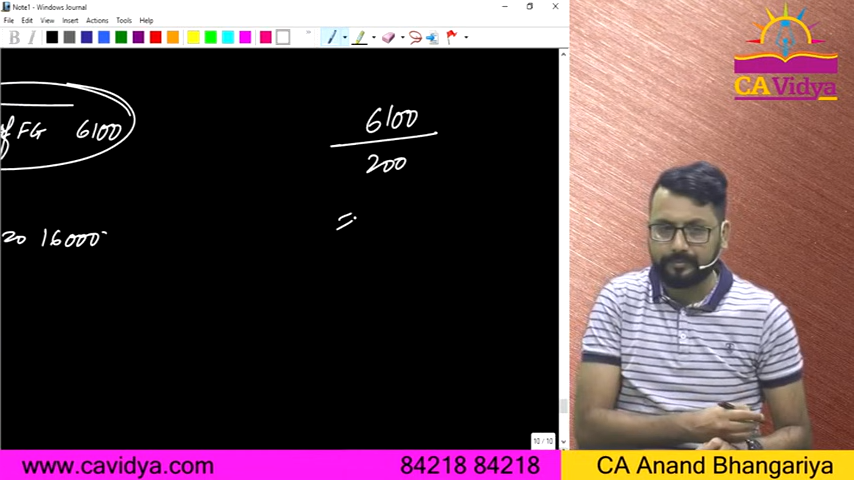 Note1 - Windows Journal
File Edit View Insert Actions Tools Help
B I
CA Vidya
of FG 6100
6100
200
=
20 16000
10 / 10
www.cavidya.com 84218 84218 CA Anand Bhangariya